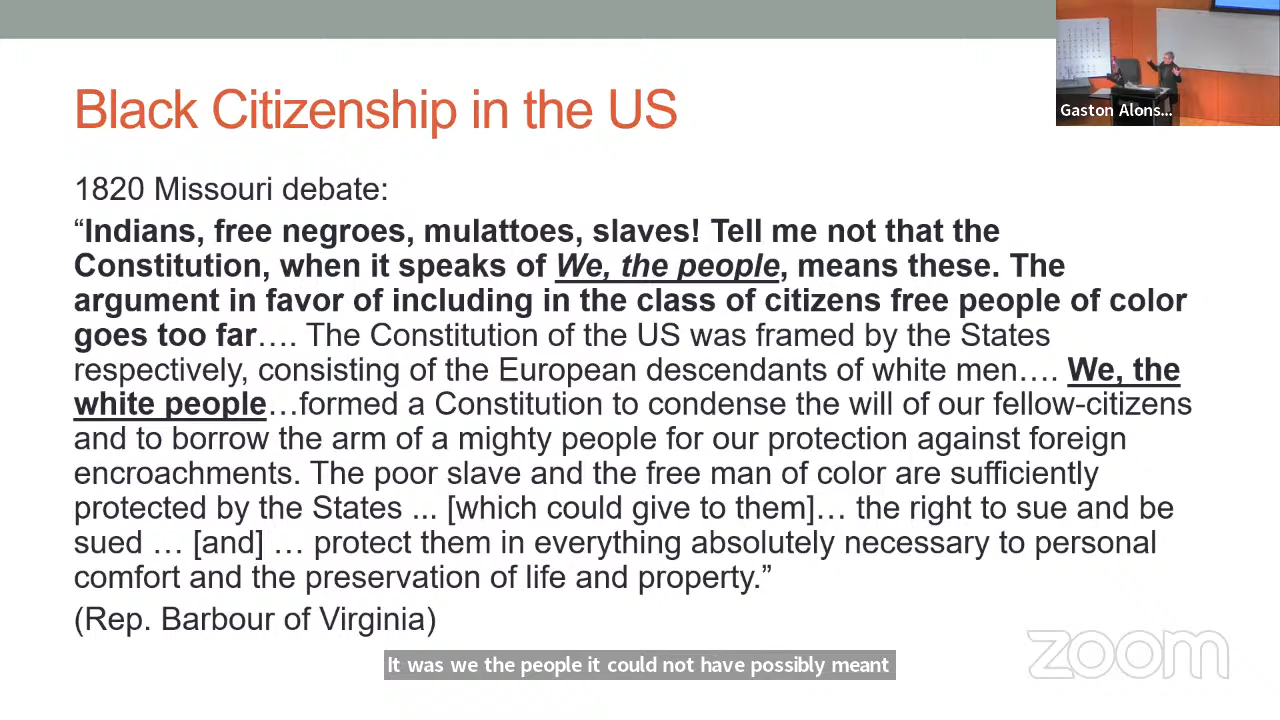 Black Citizenship in the US
Gaston Alons...
1820 Missouri debate:
“Indians, free negroes, mulattoes, slaves! Tell me not that the
Constitution, when it speaks of We, the people, means these. The
argument in favor of including in the class of citizens free people of color
goes too far…. The Constitution of the US was framed by the States
respectively, consisting of the European descendants of white men…. We, the
white people…formed a Constitution to condense the will of our fellow-citizens
and to borrow the arm of a mighty people for our protection against foreign
encroachments. The poor slave and the free man of color are sufficiently
protected by the States ... [which could give to them]… the right to sue and be
sued … [and] … protect them in everything absolutely necessary to personal
comfort and the preservation of life and property.”
(Rep. Barbour of Virginia)
It was we the people it could not have possibly meant
zoom